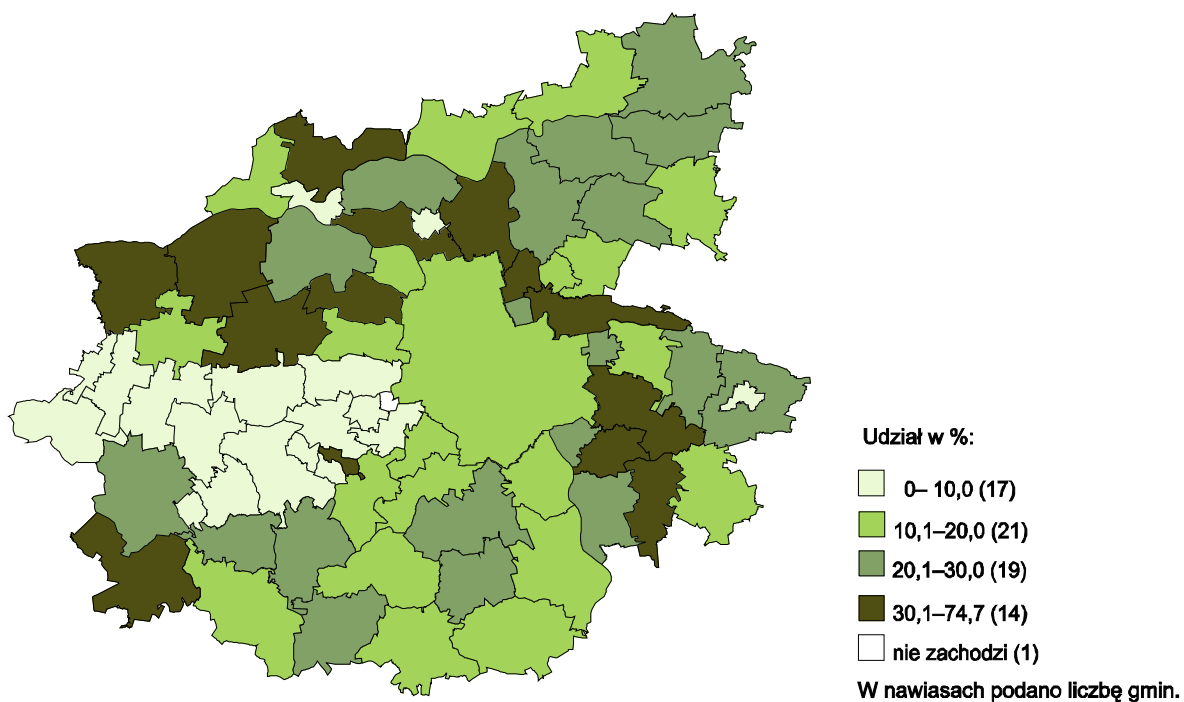 Udział w %:
0– 10,0 (17)
10,1–20,0 (21)
20,1–30,0 (19)
30,1–74,7 (14)
nie zachodzi (1)
W nawiasach podano liczbę gmin.